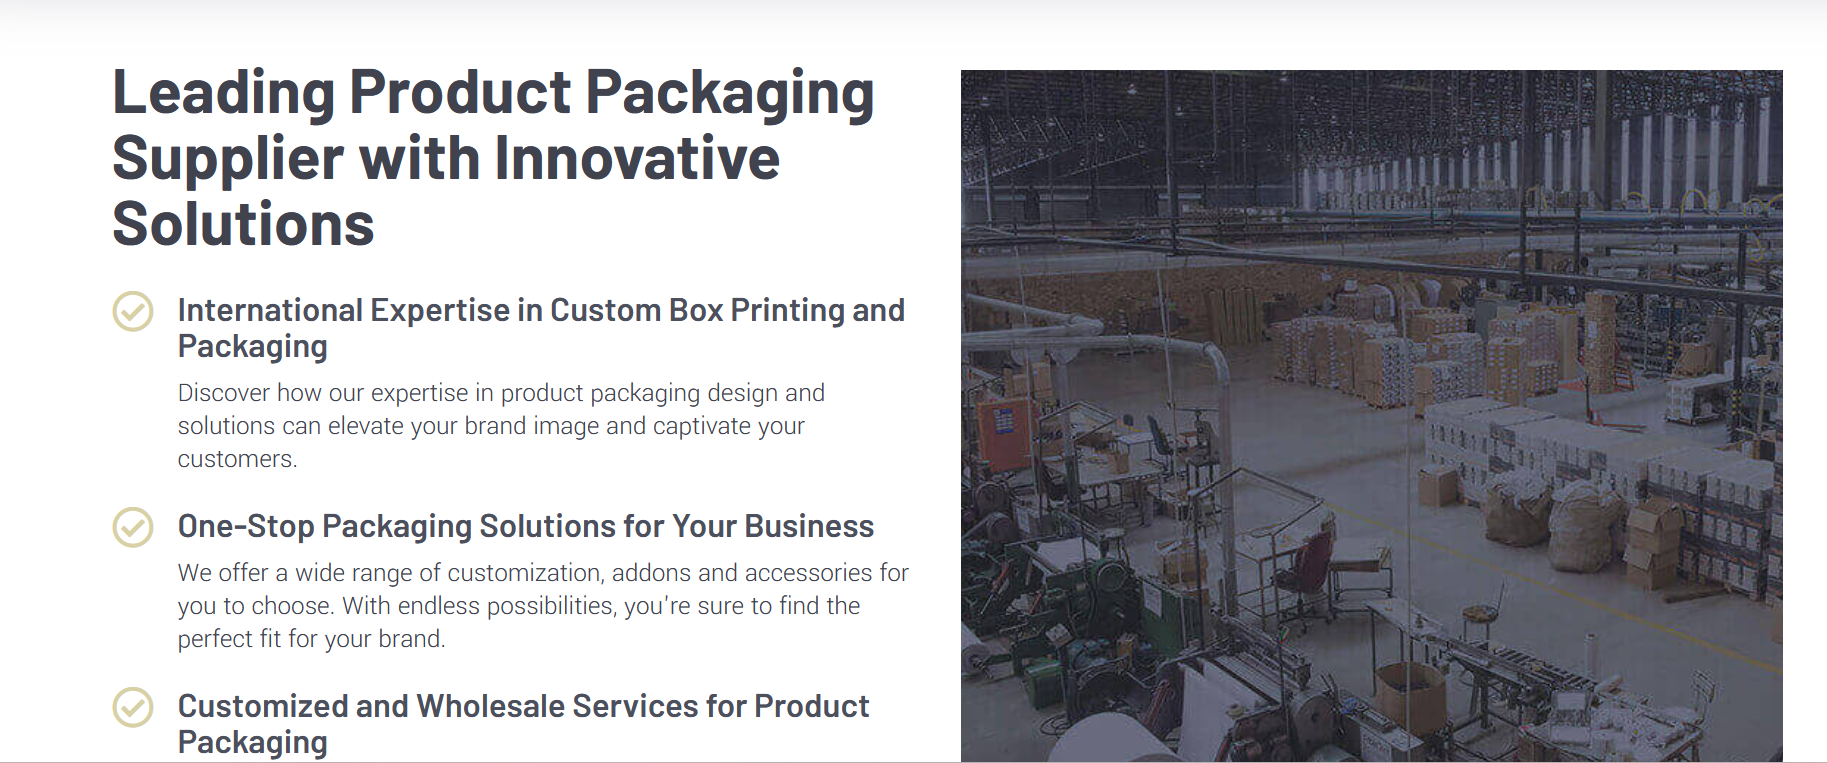 Leading Product Packaging
Supplier with Innovative
Solutions
International Expertise in Custom Box Printing and
Packaging
Discover how our expertise in product packaging design and
solutions can elevate your brand image and captivate your
customers.
One-Stop Packaging Solutions for Your Business
We offer a wide range of customization, addons and accessories for
you to choose. With endless possibilities, you're sure to find the
perfect fit for your brand.
Customized and Wholesale Services for Product
Packaging